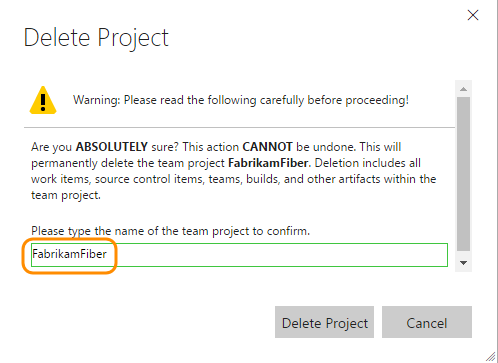 Delete Project
Warning: Please read the following carefully before proceeding!
Are you ABSOLUTELY sure? This action CANNOT be undone. This will
permanently delete the team project FabrikamFiber. Deletion includes all
work items, source control items, teams, builds, and other artifacts within the
team project.
Please type the name of the team project to confirm.
FabrikamFiber
Delete Project
Cancel